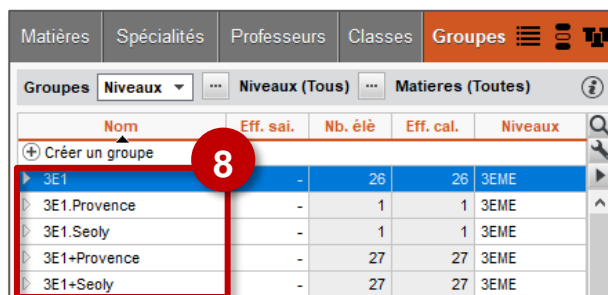 Matières Spécialités Professeurs Classes Groupes
Groupes Niveaux ... Niveaux (Tous) ... Matieres (Toutes) i
Nom Eff. sai. Nb. élè Eff. cal. Niveaux
Créer un groupe
8
3E1 - 26 26 3EME
3E1.Provence - 1 1 3EME
3E1.Seoly - 1 1 3EME
3E1+Provence - 27 27 3EME
3E1+Seoly - 27 27 3EME